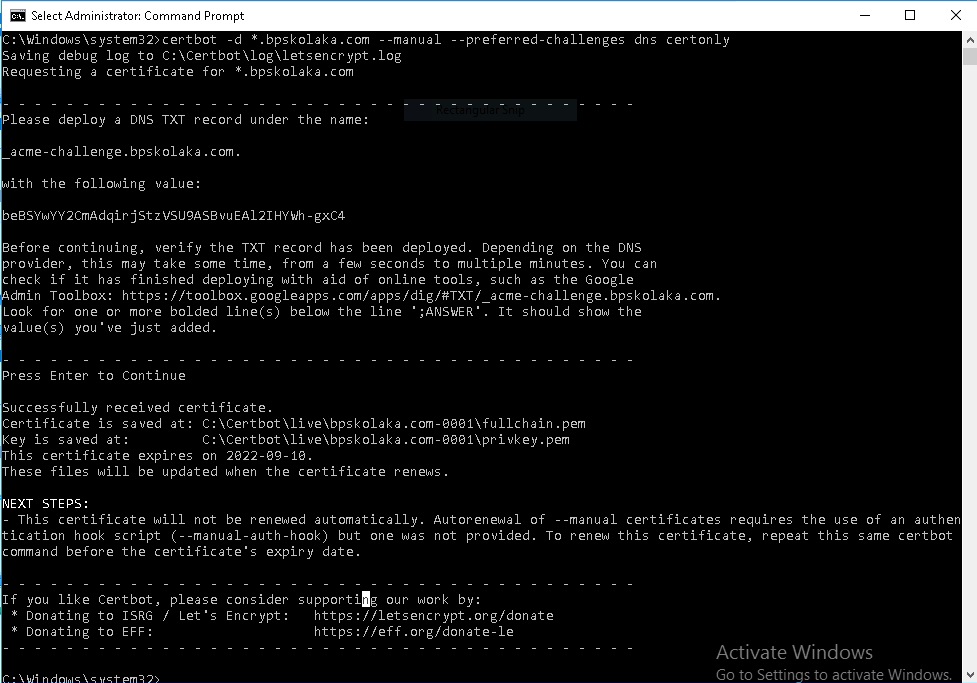 Select Administrator: Command Prompt
C:\Windows\system32>certbot -d *.bpskolaka.com --manual --preferred-challenges dns certonly
Saving debug log to C:\Certbot\log\letsencrypt.log
Requesting a certificate for *.bpskolaka.com
- - - - - - - - - - - - - - - - - - - - - - - - - - - - - - - - - - - - - - - -
Rectangular Snip
Please deploy a DNS TXT record under the name:
_acme-challenge.bpskolaka.com.
with the following value:
beBSYwYY2CmAdqirjStzVSU9ASBvuEAl2IHYWh-gxC4
Before continuing, verify the TXT record has been deployed. Depending on the DNS
provider, this may take some time, from a few seconds to multiple minutes. You can
check if it has finished deploying with aid of online tools, such as the Google
Admin Toolbox: https://toolbox.googleapps.com/apps/dig/#TXT/_acme-challenge.bpskolaka.com.
Look for one or more bolded line(s) below the line ';ANSWER'. It should show the
value(s) you've just added.
- - - - - - - - - - - - - - - - - - - - - - - - - - - - - - - - - - - - - - - -
Press Enter to Continue
Successfully received certificate.
Certificate is saved at: C:\Certbot\live\bpskolaka.com-0001\fullchain.pem
Key is saved at:         C:\Certbot\live\bpskolaka.com-0001\privkey.pem
This certificate expires on 2022-09-10.
These files will be updated when the certificate renews.
NEXT STEPS:
- This certificate will not be renewed automatically. Autorenewal of --manual certificates requires the use of an authen
tication hook script (--manual-auth-hook) but one was not provided. To renew this certificate, repeat this same certbot
command before the certificate's expiry date.
- - - - - - - - - - - - - - - - - - - - - - - - - - - - - - - - - - - - - - - -
If you like Certbot, please consider supporting our work by:
* Donating to ISRG / Let's Encrypt:   https://letsencrypt.org/donate
* Donating to EFF:                    https://eff.org/donate-le
- - - - - - - - - - - - - - - - - - - - - - - - - - - - - - - - - - - - - - - -
Activate Windows
Go to Settings to activate Windows.
C:\Windows\system32>